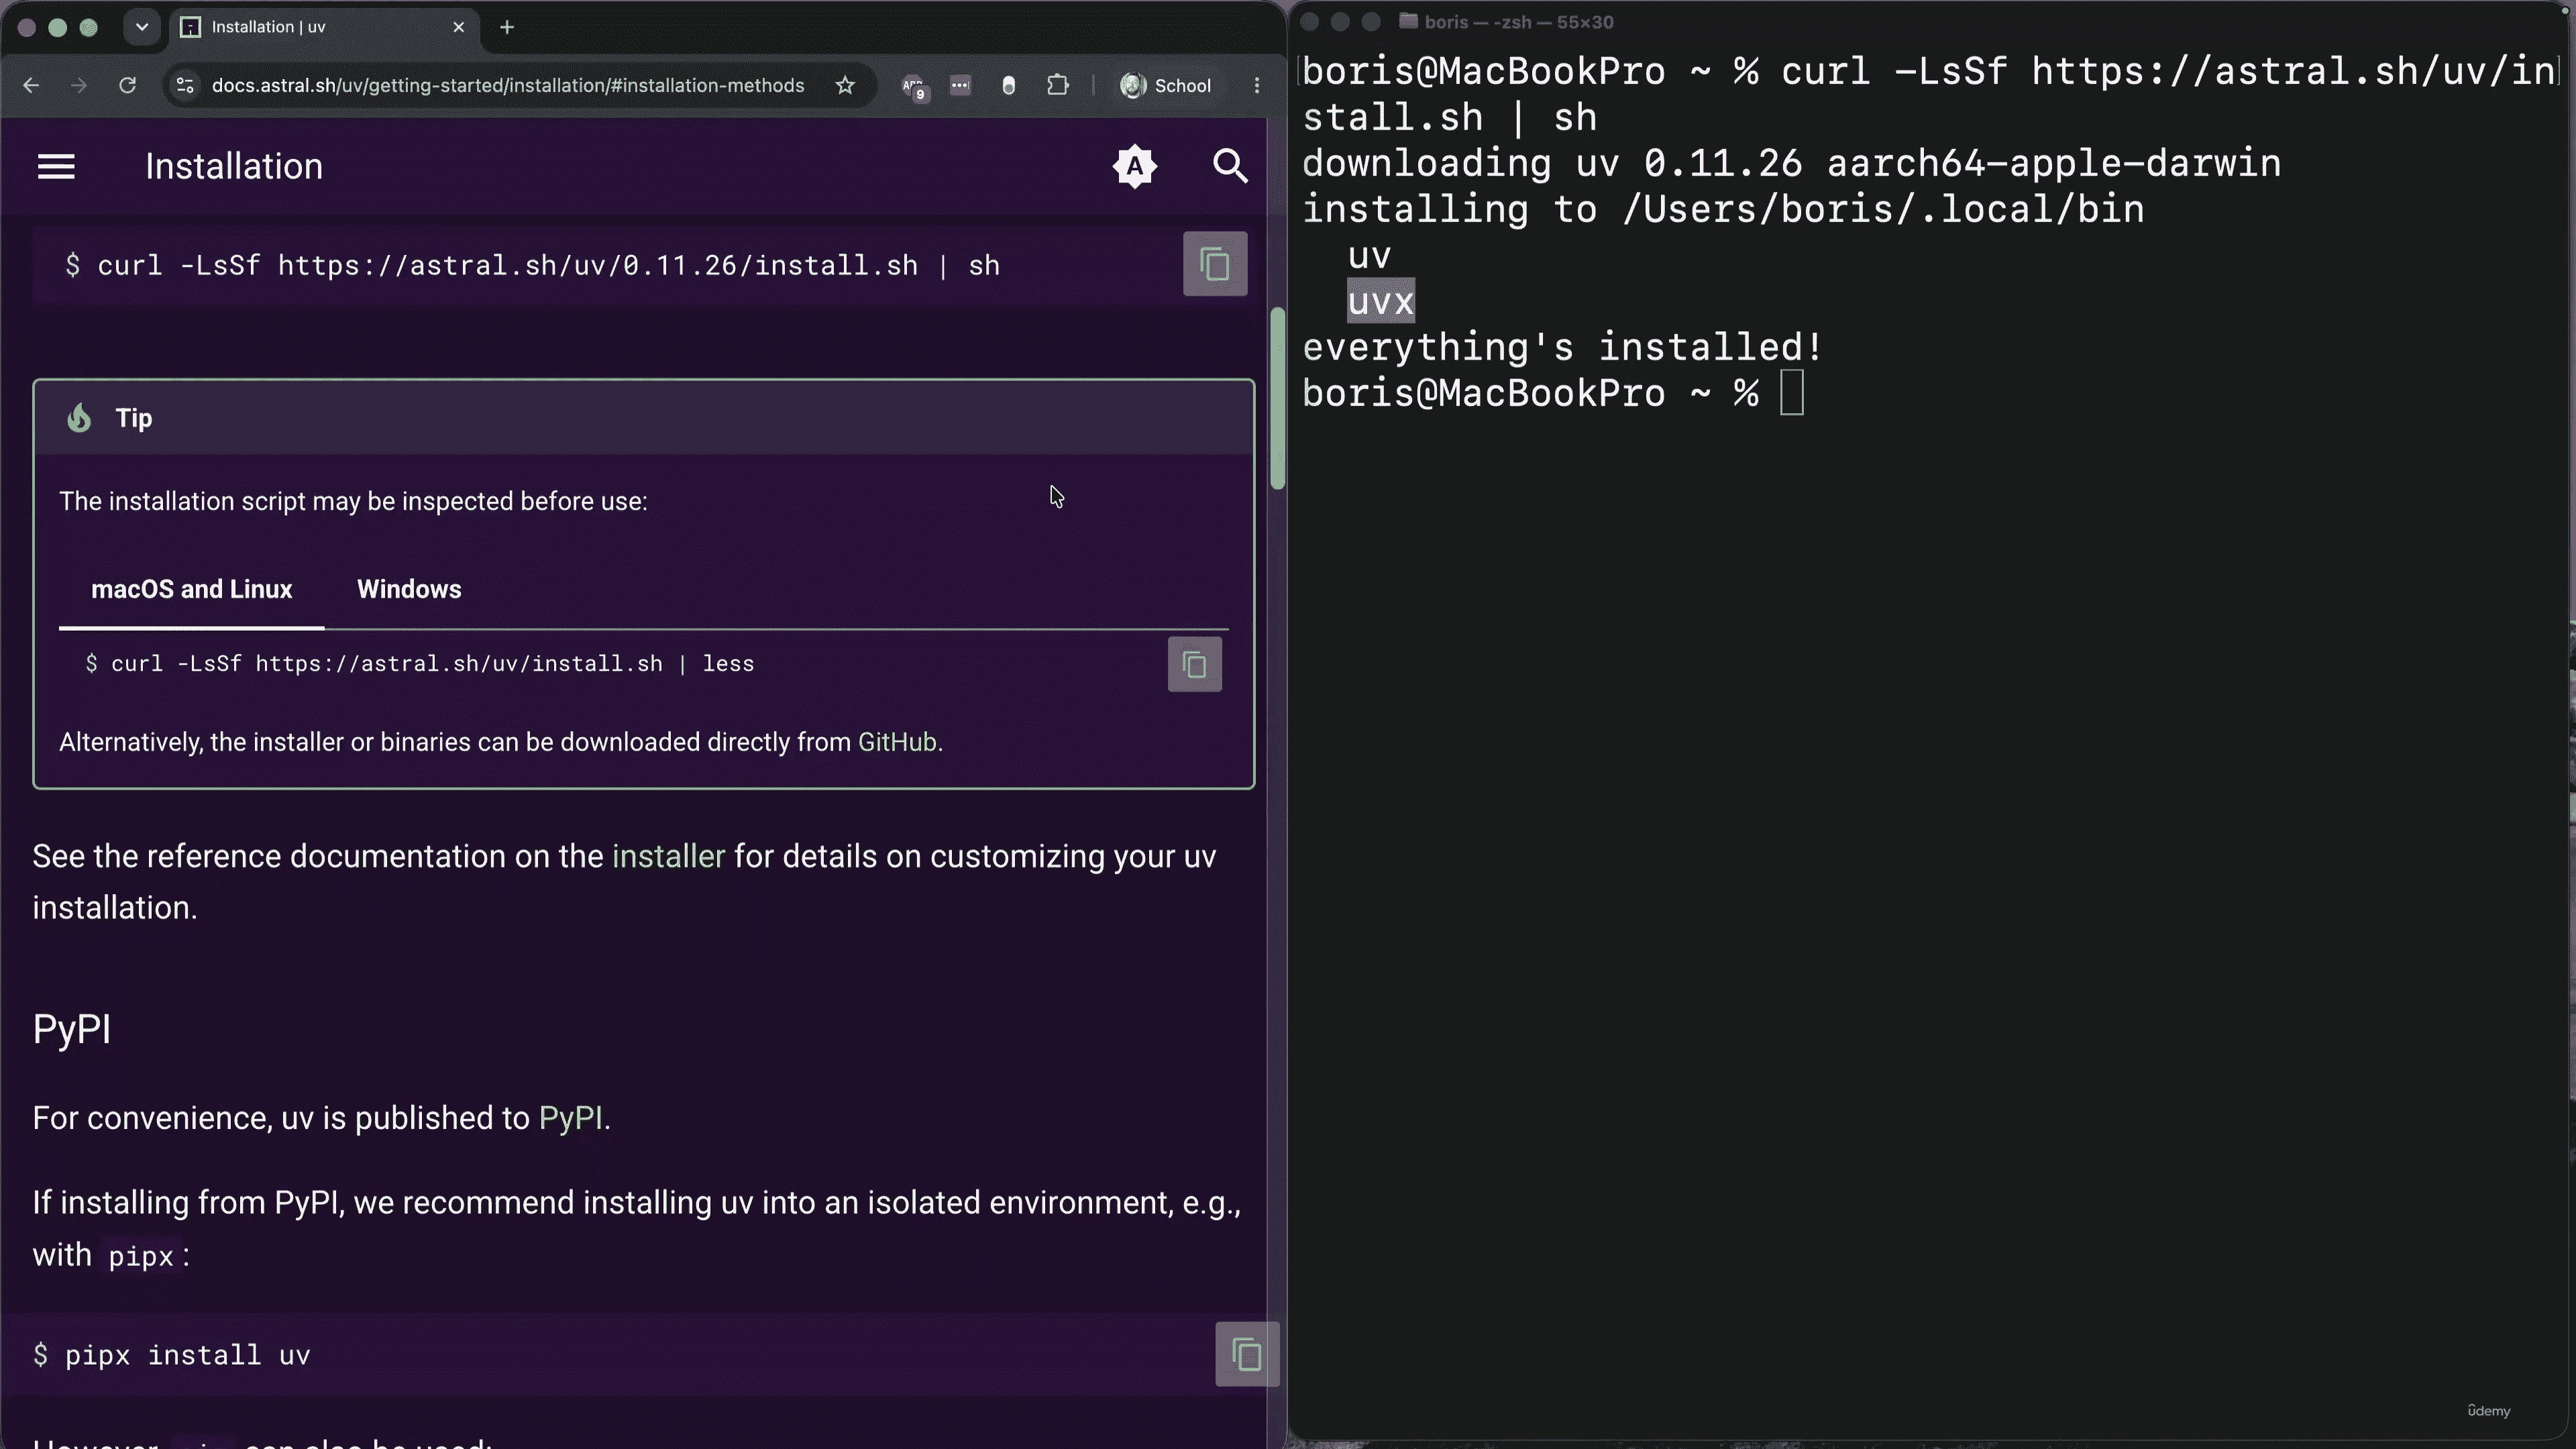 Installation | uv
docs.astral.sh/uv/getting-started/installation/#installation-methods
9
School
Installation
A
$ curl -LsSf https://astral.sh/uv/0.11.26/install.sh | sh
Tip
The installation script may be inspected before use:
macOS and Linux
Windows
$ curl -LsSf https://astral.sh/uv/install.sh | less
Alternatively, the installer or binaries can be downloaded directly from GitHub.
See the reference documentation on the installer for details on customizing your uv
installation.
PyPI
For convenience, uv is published to PyPI.
If installing from PyPI, we recommend installing uv into an isolated environment, e.g.,
with pipx:
$ pipx install uv
can also be used:
boris — -zsh — 55×30
boris@MacBookPro ~ % curl -LsSf https://astral.sh/uv/in
stall.sh | sh
downloading uv 0.11.26 aarch64-apple-darwin
installing to /Users/boris/.local/bin
uv
uvx
everything's installed!
boris@MacBookPro ~ %
ûdemy